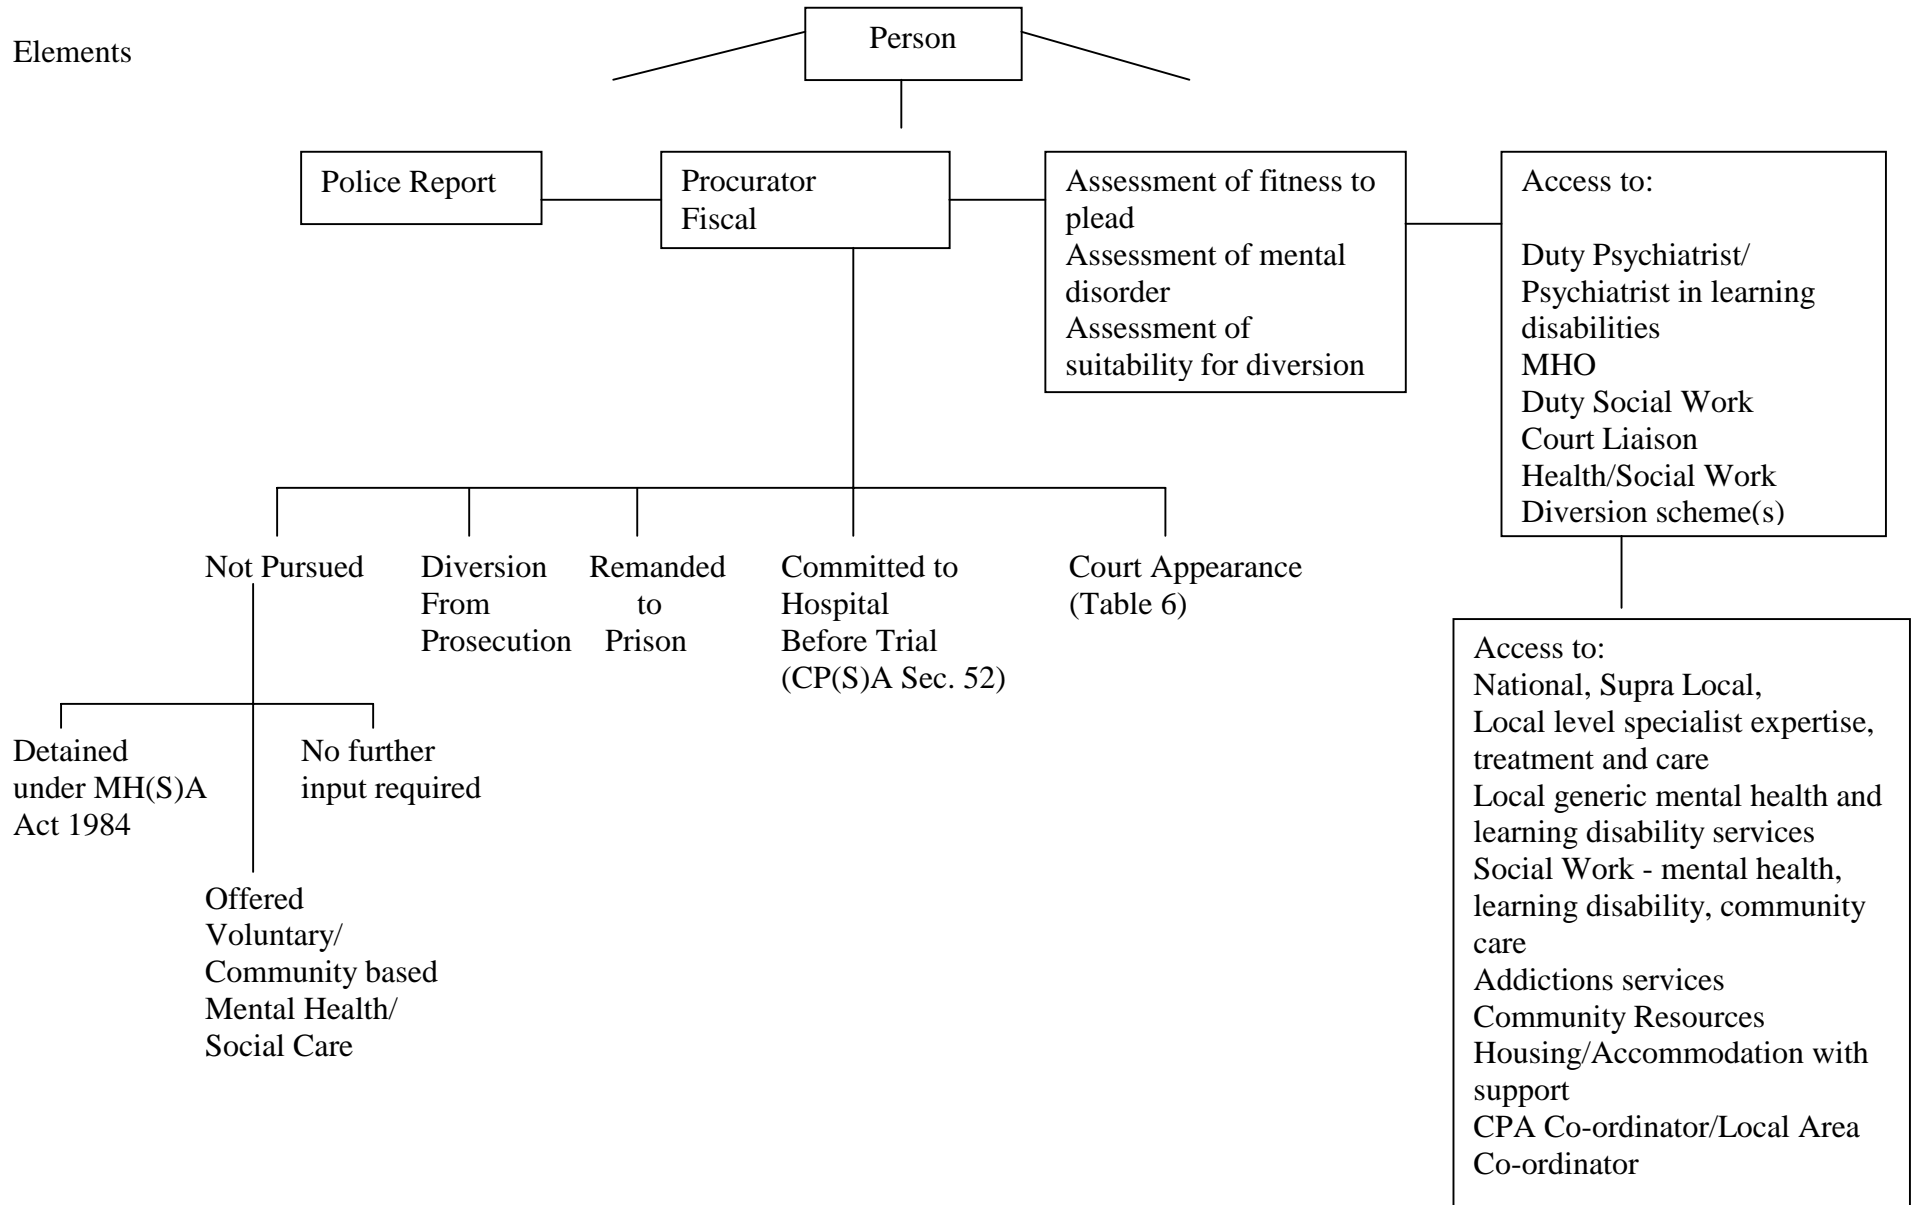 Elements
Person
Police Report
Procurator
Fiscal
Assessment of fitness to
plead
Assessment of mental
disorder
Assessment of
suitability for diversion
Access to:
Duty Psychiatrist/
Psychiatrist in learning
disabilities
MHO
Duty Social Work
Court Liaison
Health/Social Work
Diversion scheme(s)
Not Pursued
Diversion
From
Prosecution
Remanded
to
Prison
Committed to
Hospital
Before Trial
(CP(S)A Sec. 52)
Court Appearance
(Table 6)
Detained
under MH(S)A
Act 1984
No further
input required
Offered
Voluntary/
Community based
Mental Health/
Social Care
Access to:
National, Supra Local,
Local level specialist expertise,
treatment and care
Local generic mental health and
learning disability services
Social Work - mental health,
learning disability, community
care
Addictions services
Community Resources
Housing/Accommodation with
support
CPA Co-ordinator/Local Area
Co-ordinator